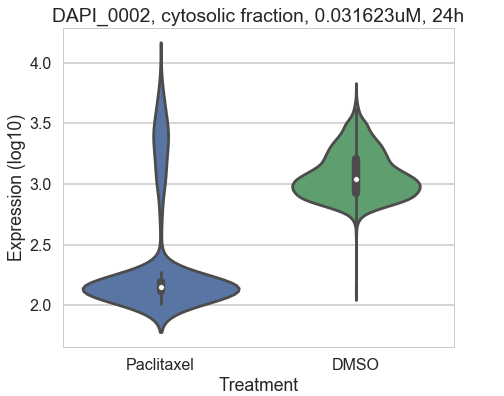 DAPI_0002, cytosolic fraction, 0.031623uM, 24h
4.0
3.5
3.0
2.5
2.0
Expression (log10)
Paclitaxel
DMSO
Treatment